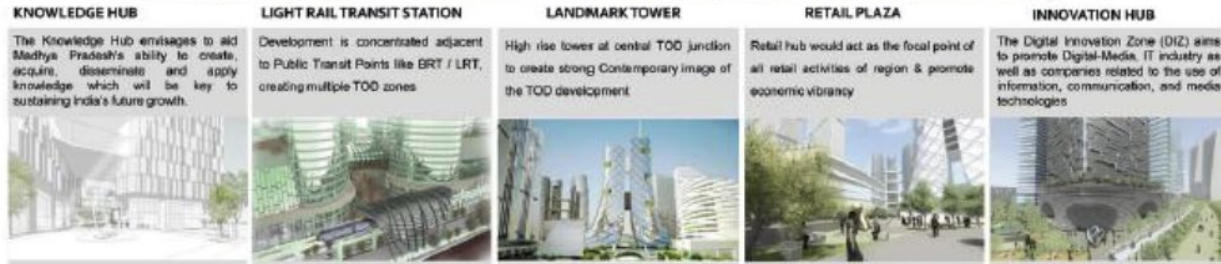 KNOWLEDGE HUB
The Knowledge Hub envisages to aid
Madhya Pradesh's ability to create,
acquire, disseminate and apply
knowledge which will be key to
sustaining India's future growth.
LIGHT RAIL TRANSIT STATION
Development is concentrated adjacent
to Public Transit Points like BRT / LRT,
creating multiple TOD zones
LANDMARK TOWER
High rise tower at central TOD junction
to create strong Contemporary image of
the TOD development
RETAIL PLAZA
Retail hub would act as the focal point of
all retail activities of region & promote
economic vibrancy
INNOVATION HUB
The Digital Innovation Zone (DIZ) aims
to promote Digital-Media, IT industry as
well as companies related to the use of
information, communication, and media
technologies